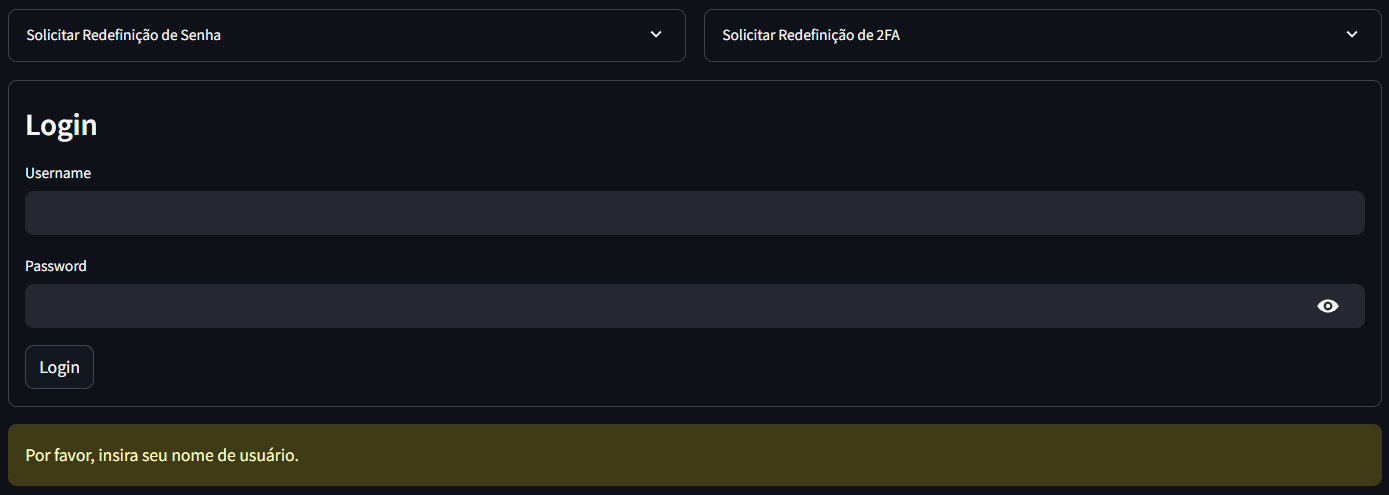 Solicitar Redefinição de Senha
Solicitar Redefinição de 2FA
Login
Username
Password
Login
Por favor, insira seu nome de usuário.